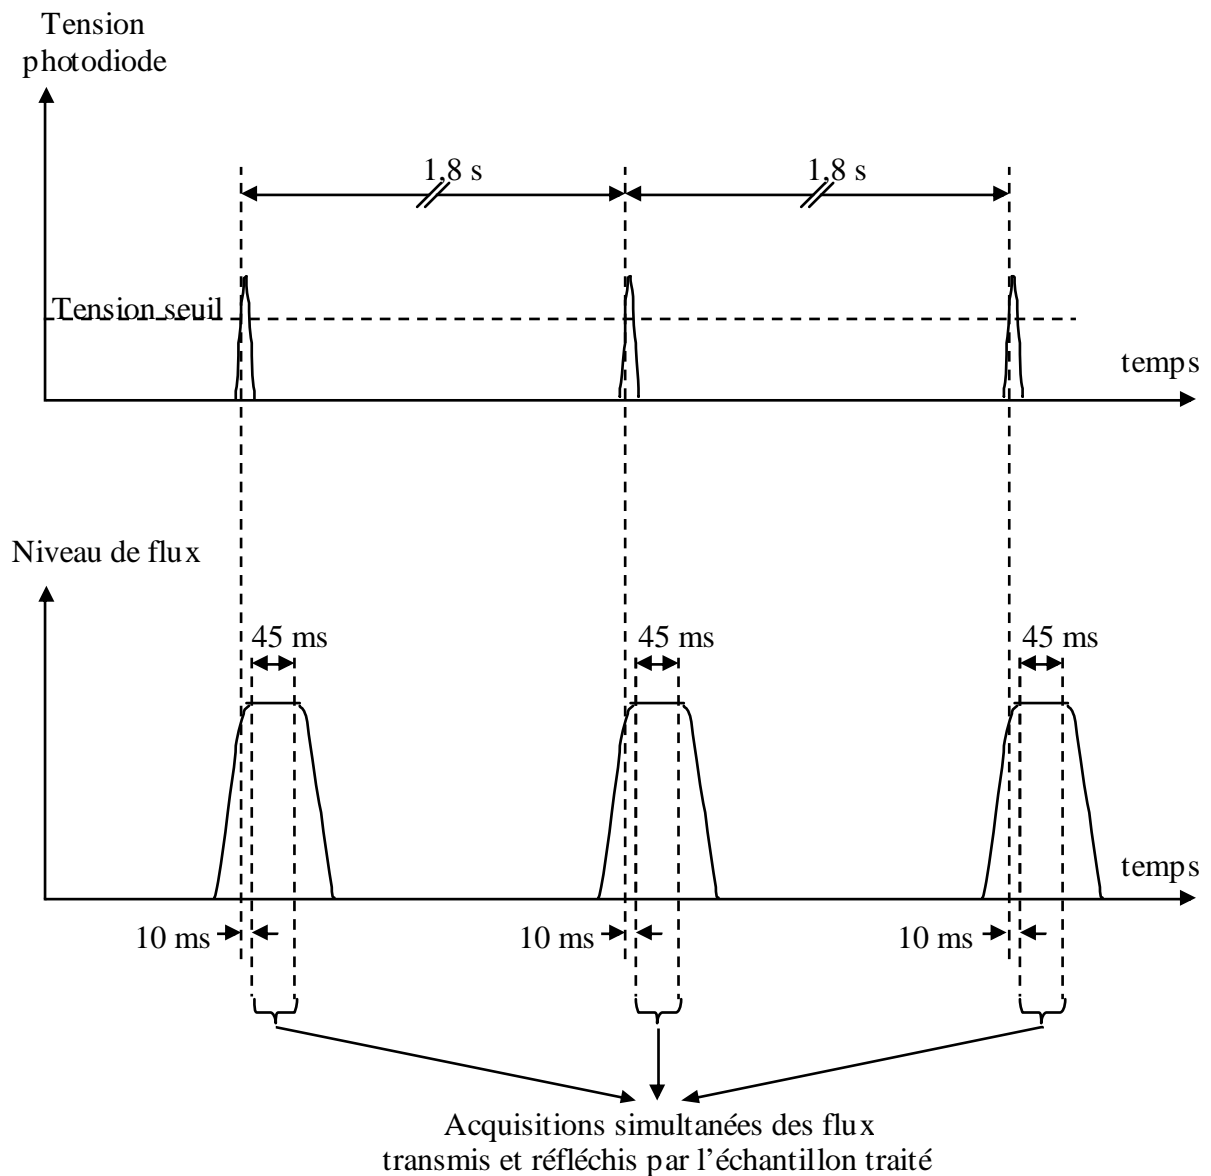 Tension
photodiode
1,8 s
1,8 s
Tension seuil
temps
Niveau de flux
45 ms
45 ms
45 ms
temps
10 ms
10 ms
10 ms
Acquisitions simultanées des flux
transmis et réfléchis par l'échantillon traité